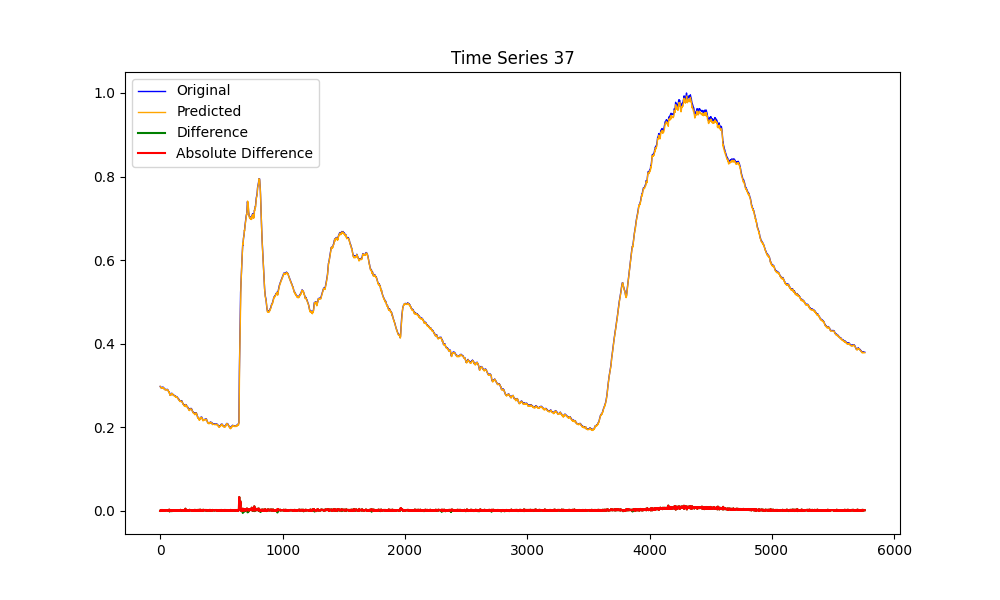 Time Series 37
Original
Predicted
Difference
Absolute Difference
1.0
0.8
0.6
0.4
0.2
0.0
0 1000 2000 3000 4000 5000 6000